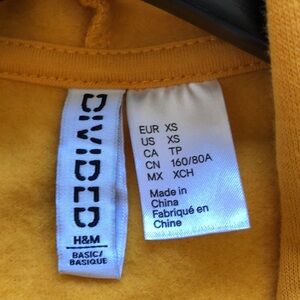 DIVIDED
H&M
BASIC/
BASIQUE
EUR XS
US XS
CA TP
CN 160/80A
MX XCH
Made in
China
Fabriqué en
Chine